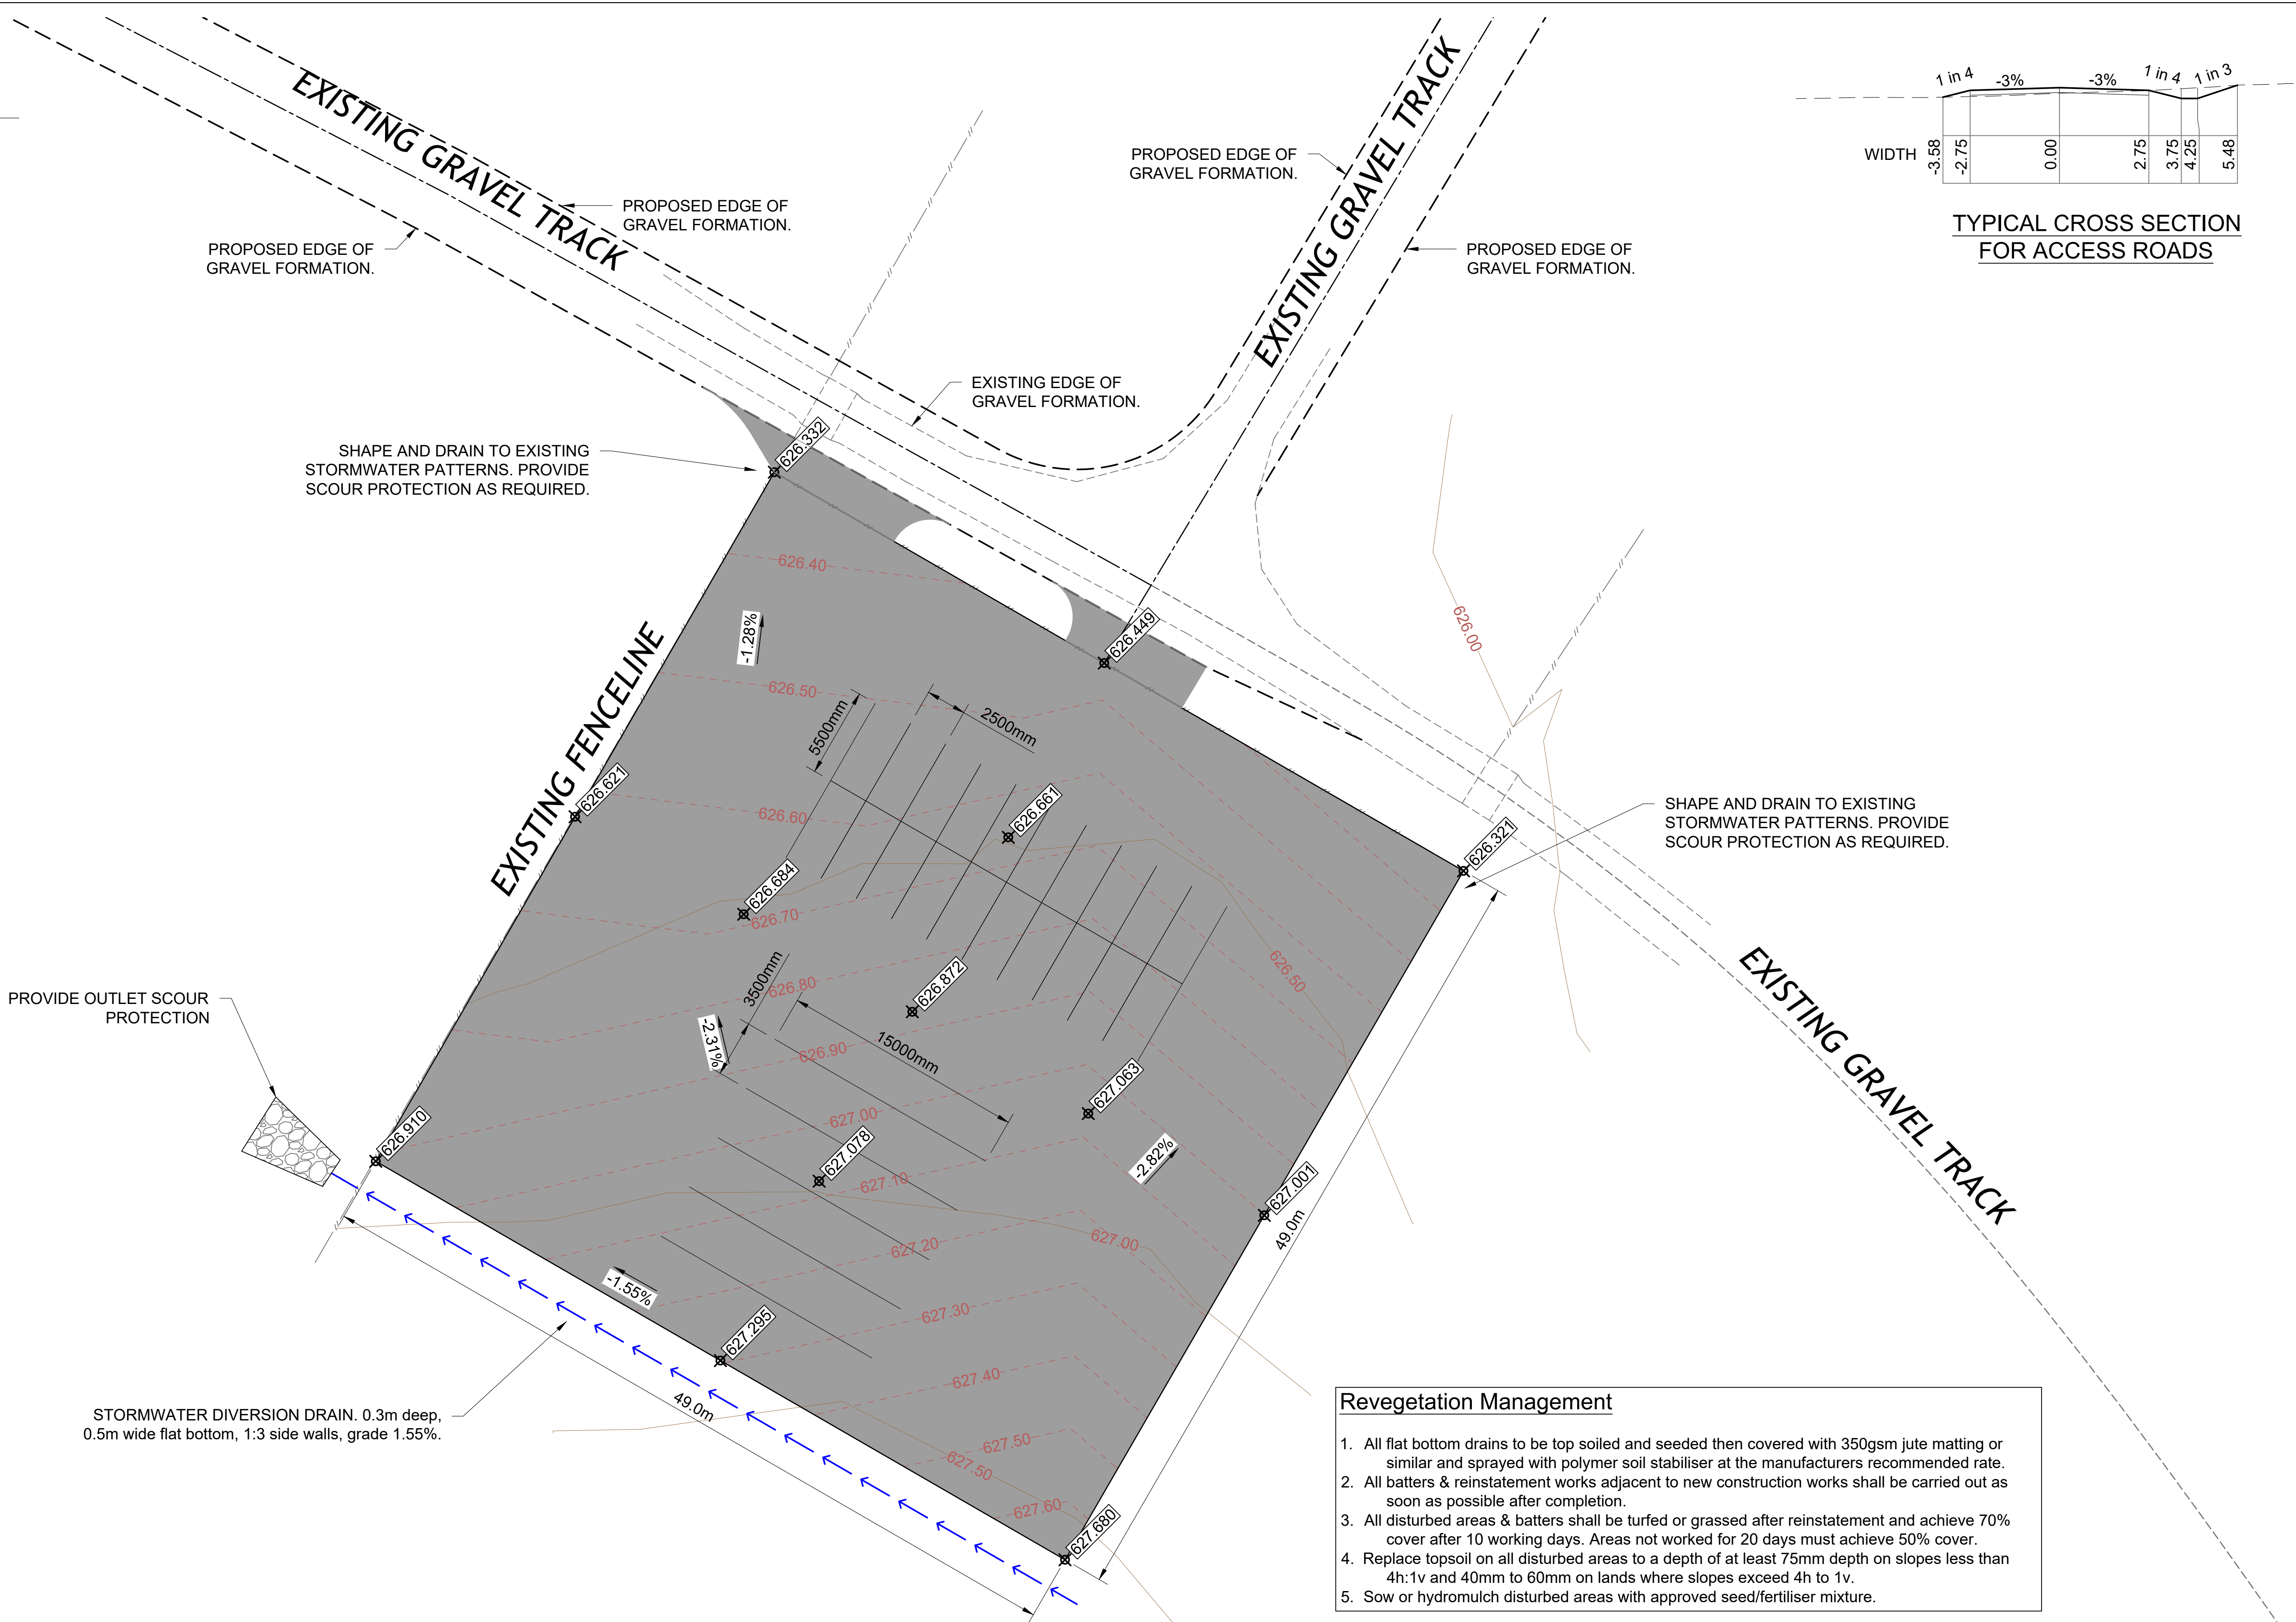 EXISTING GRAVEL TRACK
EXISTING GRAVEL TRACK
1 in 4
-3%
-3%
1 in 4
1 in 3
WIDTH
-3.58
-2.75
0.00
2.75
3.75
4.25
5.48
TYPICAL CROSS SECTION
FOR ACCESS ROADS
PROPOSED EDGE OF
GRAVEL FORMATION.
PROPOSED EDGE OF
GRAVEL FORMATION.
PROPOSED EDGE OF
GRAVEL FORMATION.
PROPOSED EDGE OF
GRAVEL FORMATION.
EXISTING EDGE OF
GRAVEL FORMATION.
SHAPE AND DRAIN TO EXISTING
STORMWATER PATTERNS. PROVIDE
SCOUR PROTECTION AS REQUIRED.
626.332
626.40
-1.28%
626.449
626.00
626.50
5500mm
2500mm
EXISTING FENCELINE
626.621
626.60
626.661
626.321
SHAPE AND DRAIN TO EXISTING
STORMWATER PATTERNS. PROVIDE
SCOUR PROTECTION AS REQUIRED.
626.684
626.70
626.872
626.50
3500mm
626.80
EXISTING GRAVEL TRACK
PROVIDE OUTLET SCOUR
PROTECTION
-2.31%
626.90
15000mm
627.063
626.910
627.00
627.078
-2.82%
627.10
627.001
627.20
627.00
49.0m
-1.55%
627.295
627.30
627.40
49.0m
STORMWATER DIVERSION DRAIN. 0.3m deep,
0.5m wide flat bottom, 1:3 side walls, grade 1.55%.
627.50
627.50
627.60
627.680
Revegetation Management
1. All flat bottom drains to be top soiled and seeded then covered with 350gsm jute matting or
similar and sprayed with polymer soil stabiliser at the manufacturers recommended rate.
2. All batters & reinstatement works adjacent to new construction works shall be carried out as
soon as possible after completion.
3. All disturbed areas & batters shall be turfed or grassed after reinstatement and achieve 70%
cover after 10 working days. Areas not worked for 20 days must achieve 50% cover.
4. Replace topsoil on all disturbed areas to a depth of at least 75mm depth on slopes less than
4h:1v and 40mm to 60mm on lands where slopes exceed 4h to 1v.
5. Sow or hydromulch disturbed areas with approved seed/fertiliser mixture.